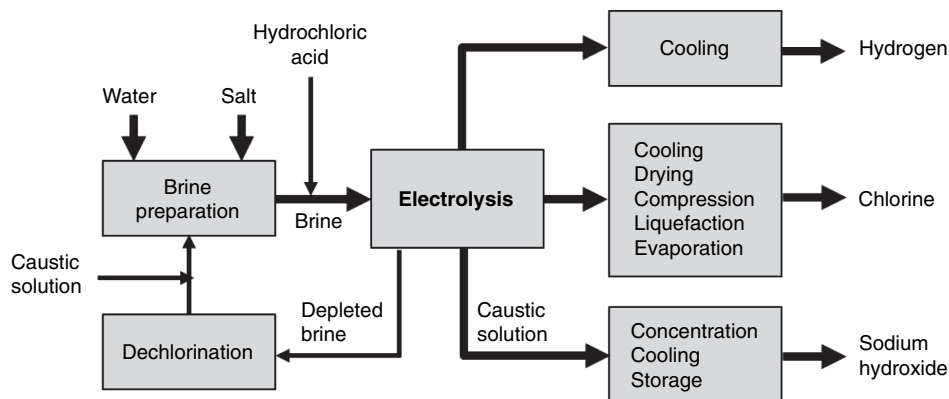 Hydrochloric
acid
Cooling
Hydrogen
Water
Salt
Brine
preparation
Brine
Electrolysis
Cooling
Drying
Compression
Liquefaction
Evaporation
Chlorine
Caustic
solution
Depleted
brine
Dechlorination
Caustic
solution
Concentration
Cooling
Storage
Sodium
hydroxide